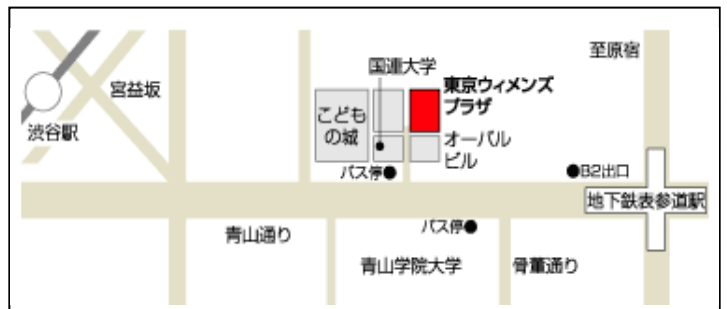 至原宿
国連大学
宮益坂
東京ウィメンズ
プラザ
渋谷駅
こども
の城
オーバル
ビル
バス停●
●B2出口
地下鉄表参道駅
青山通り
バス停●
青山学院大学
骨董通り